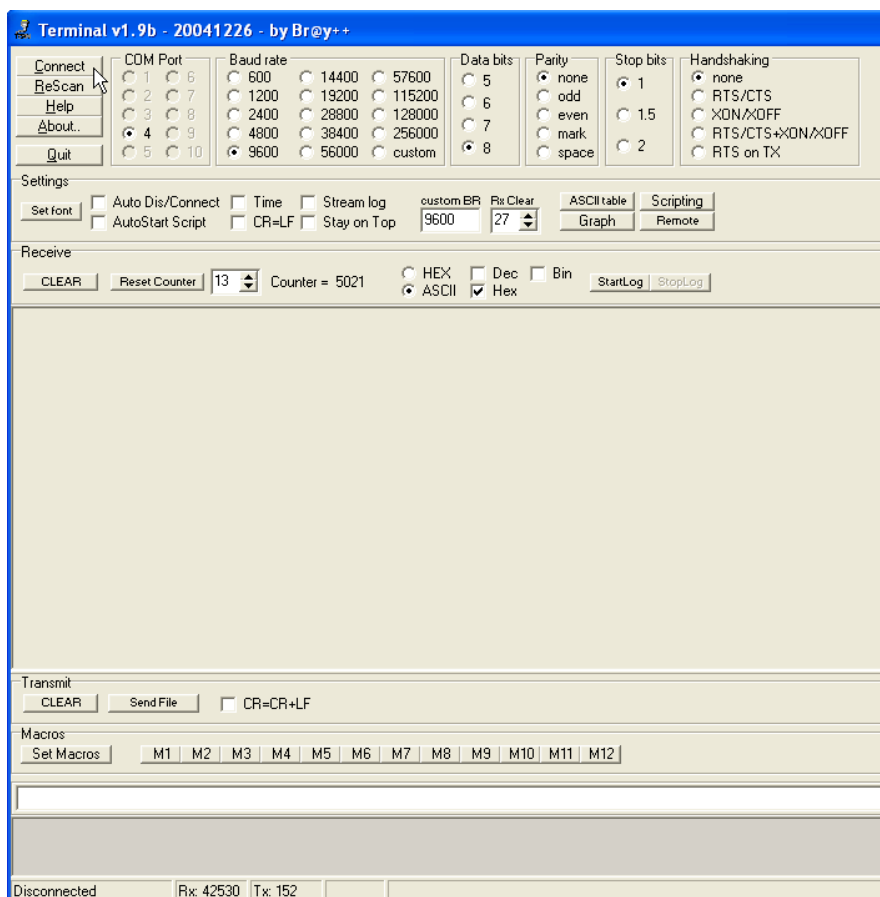 Terminal v1.9b - 20041226 - by Br@y++
Connect
ReScan
Help
About..
Quit
COM Port
1 6
2 7
3 8
4 9
5 10
Baud rate
600 14400 57600
1200 19200 115200
2400 28800 128000
4800 38400 256000
9600 56000 custom
Data bits
5
6
7
8
Parity
none
odd
even
mark
space
Stop bits
1
1.5
2
Handshaking
none
RTS/CTS
XON/XOFF
RTS/CTS+XON/XOFF
RTS on TX
Settings
Set font
Auto Dis/Connect Time Stream log
AutoStart Script CR=LF Stay on Top
custom BR Rx Clear
9600 27
ASCII table Scripting
Graph Remote
Receive
CLEAR Reset Counter 13 Counter = 5021
HEX Dec Bin
ASCII Hex
StartLog StopLog
Transmit
CLEAR Send File CR=CR+LF
Macros
Set Macros M1 M2 M3 M4 M5 M6 M7 M8 M9 M10 M11 M12
Disconnected Rx: 42530 Tx: 152